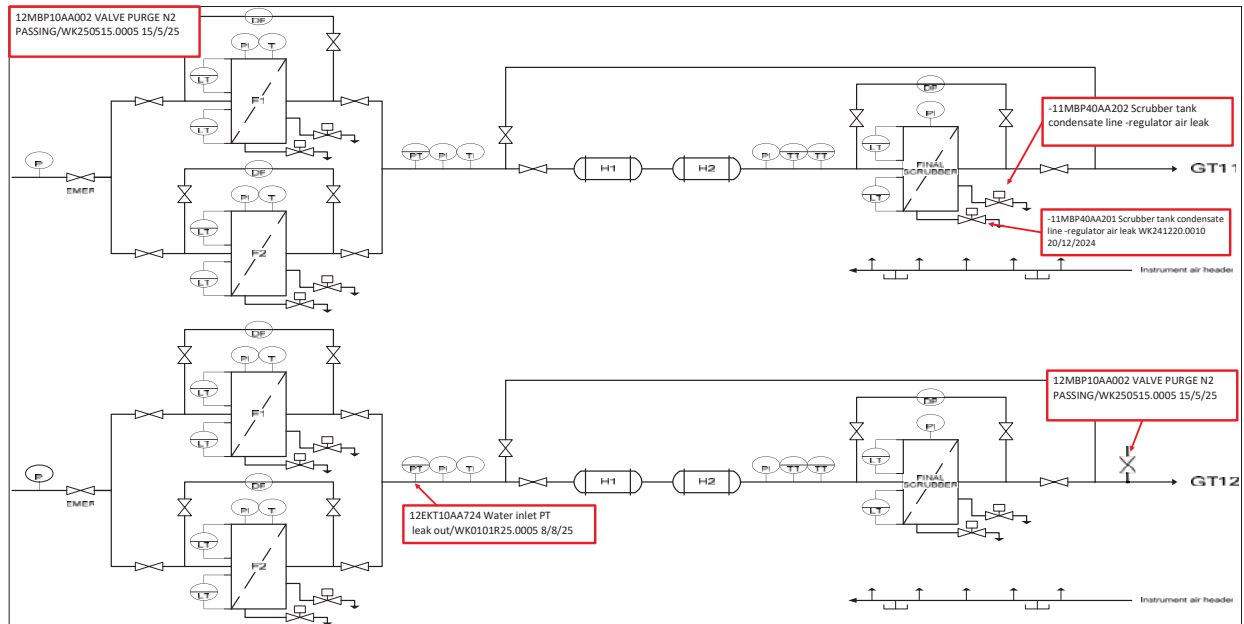 12MBP10AA002 VALVE PURGE N2
PASSING/WK250515.0005 15/5/25
DF
PI
T
LT
F1
LT
PI
EMER
DF
PI
T
LT
F2
LT
PT
PI
TI
H1
H2
PI
TT
TT
DF
PI
LT
FINAL
SCRUBBER
LT
-11MBP40AA202 Scrubber tank
condensate line -regulator air leak
GT11
-11MBP40AA201 Scrubber tank condensate
line -regulator air leak WK241220.0010
20/12/2024
Instrument air header
DF
PI
T
LT
F1
LT
P
EMER
DF
PI
T
LT
F2
LT
PT
PI
TI
12EKT10AA724 Water inlet PT
leak out/WK0101R25.0005 8/8/25
H1
H2
PI
TT
TT
DF
PI
LT
FINAL
SCRUBBER
LT
12MBP10AA002 VALVE PURGE N2
PASSING/WK250515.0005 15/5/25
GT12
Instrument air header